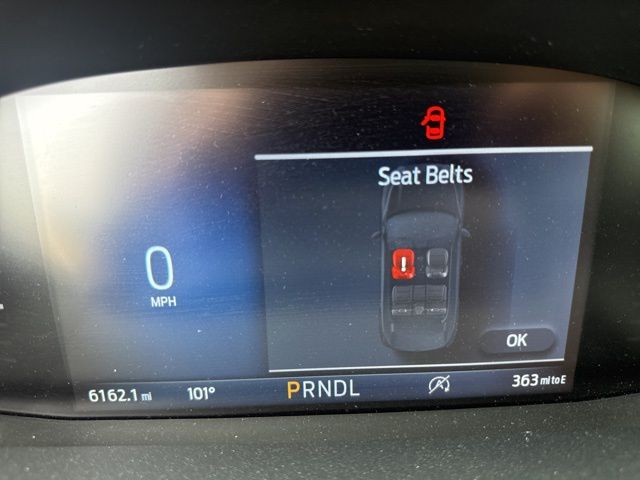 Seat Belts
!
0
MPH
OK
6162.1 mi 101° PRNDL A 363 mi to E